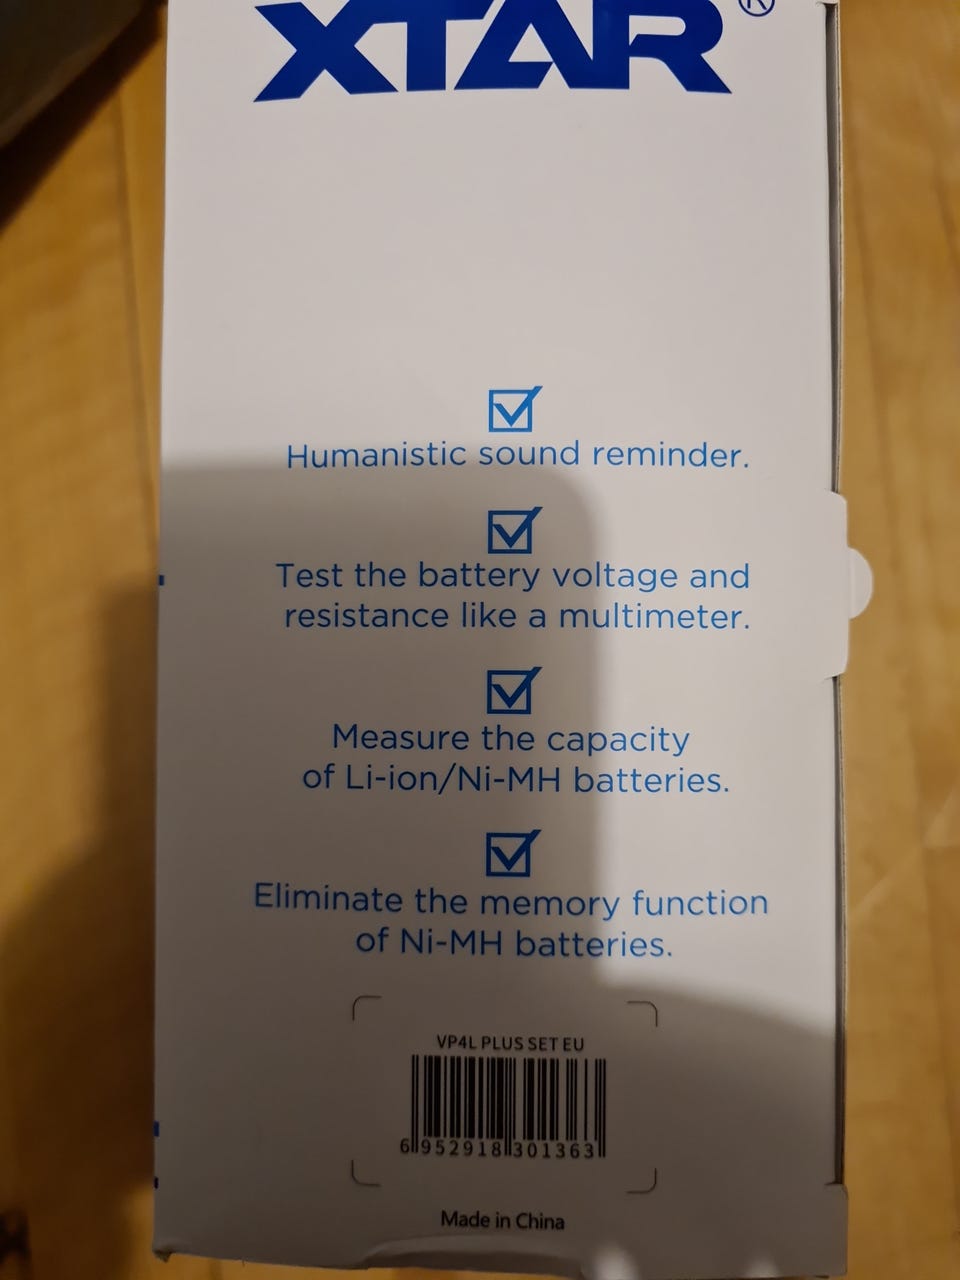 XTAR®
Humanistic sound reminder.
Test the battery voltage and
resistance like a multimeter.
Measure the capacity
of Li-ion/Ni-MH batteries.
Eliminate the memory function
of Ni-MH batteries.
VP4L PLUS SET EU
6 952918 301363
Made in China